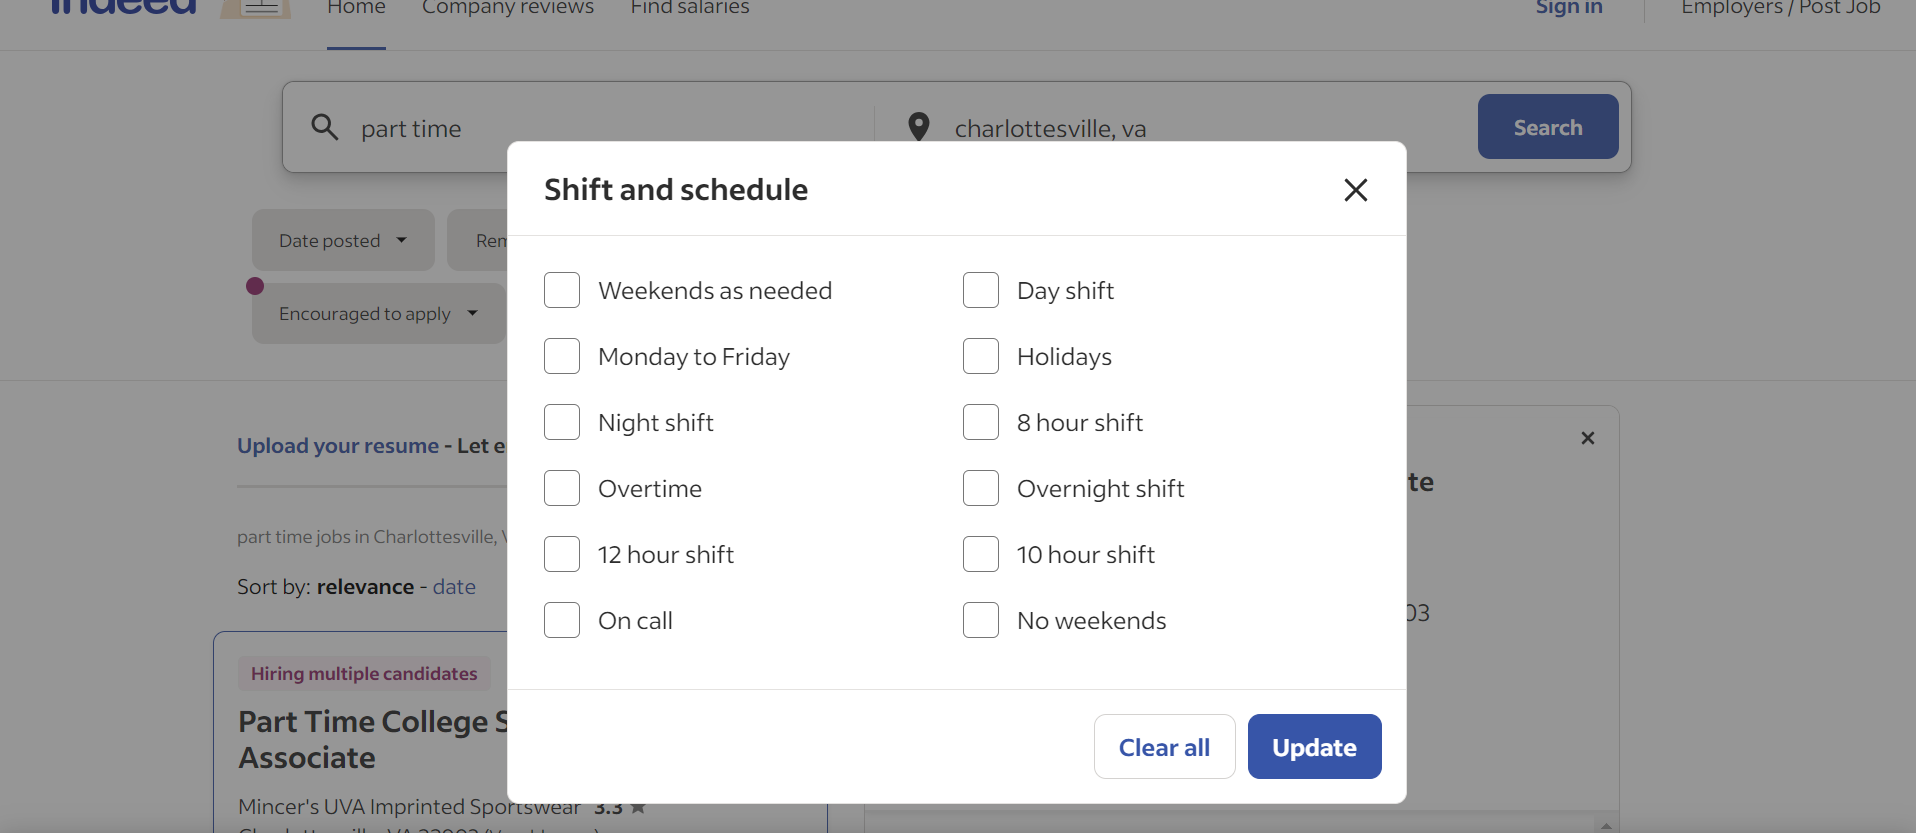 indeed
Home Company reviews Find salaries Sign in Employers / Post Job
part time charlottesville, va Search
Shift and schedule
Date posted
Encouraged to apply
Weekends as needed Day shift
Monday to Friday Holidays
Night shift 8 hour shift
Overtime Overnight shift
12 hour shift 10 hour shift
On call No weekends
Clear all Update
Upload your resume - Let
part time jobs in Charlottesville,
Sort by: relevance - date
Hiring multiple candidates
Part Time College
Associate
Mincer's UVA Imprinted Sportswear 3.3